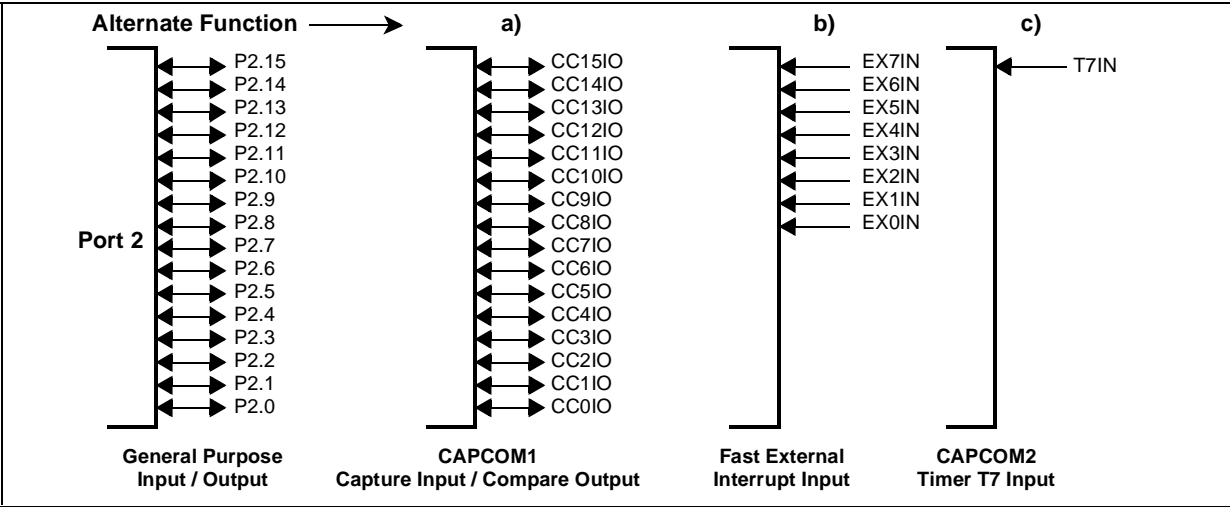 Alternate Function a) b) c)
P2.15 CC15IO EX7IN T7IN
P2.14 CC14IO EX6IN
P2.13 CC13IO EX5IN
P2.12 CC12IO EX4IN
P2.11 CC11IO EX3IN
P2.10 CC10IO EX2IN
P2.9 CC9IO EX1IN
P2.8 CC8IO EX0IN
Port 2 P2.7 CC7IO
P2.6 CC6IO
P2.5 CC5IO
P2.4 CC4IO
P2.3 CC3IO
P2.2 CC2IO
P2.1 CC1IO
P2.0 CC0IO
General Purpose CAPCOM1 Fast External CAPCOM2
Input / Output Capture Input / Compare Output Interrupt Input Timer T7 Input